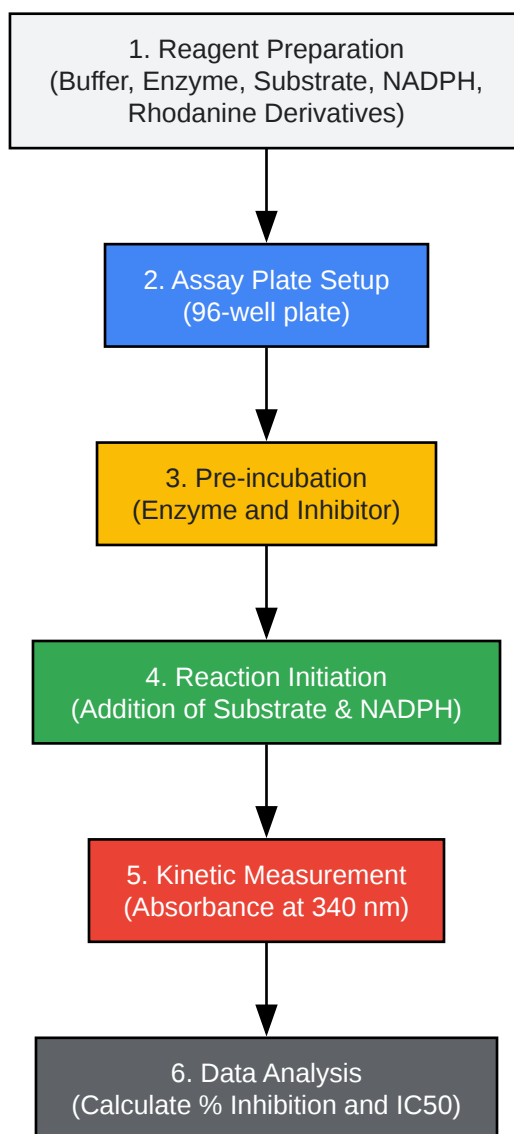 1. Reagent Preparation
(Buffer, Enzyme, Substrate, NADPH,
Rhodanine Derivatives)
2. Assay Plate Setup
(96-well plate)
3. Pre-incubation
(Enzyme and Inhibitor)
4. Reaction Initiation
(Addition of Substrate & NADPH)
5. Kinetic Measurement
(Absorbance at 340 nm)
6. Data Analysis
(Calculate % Inhibition and IC50)